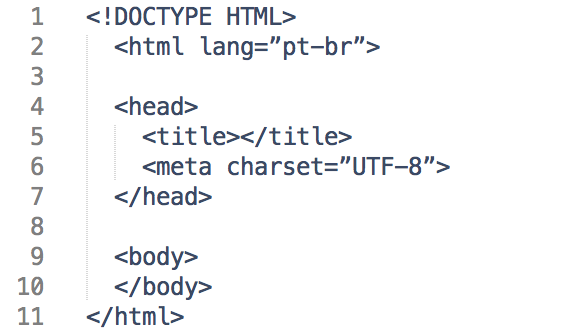 1 <!DOCTYPE HTML>
2 <html lang=”pt-br”>
3
4 <head>
5 <title></title>
6 <meta charset=”UTF-8”>
7 </head>
8
9 <body>
10 </body>
11 </html>